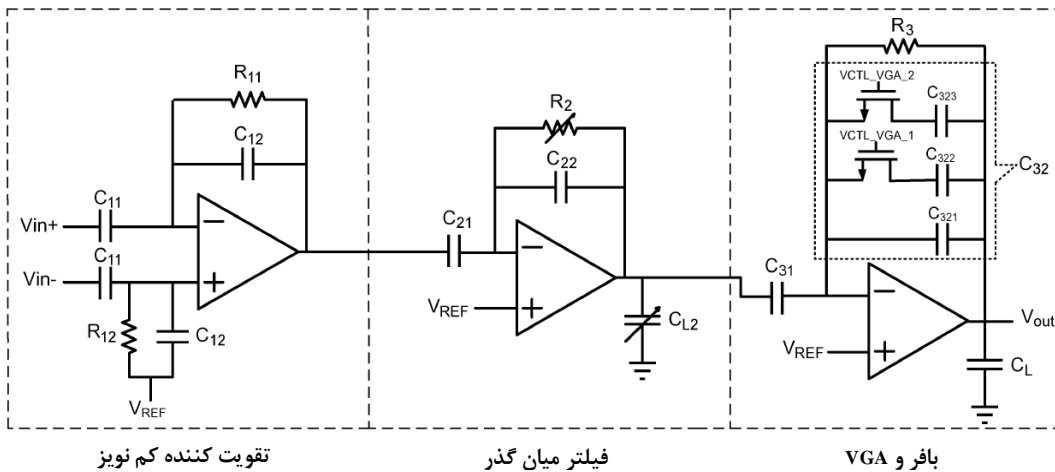 R11
C12
C11
Vin+
C11
Vin-
R12
C12
VREF
R2
C22
C21
VREF
CL2
R3
VCTL_VGA_2
C323
VCTL_VGA_1
C322
C32
C321
C31
VREF
Vout
CL
تقویت کننده کم نویز
فیلتر میان گذر
بافر و VGA